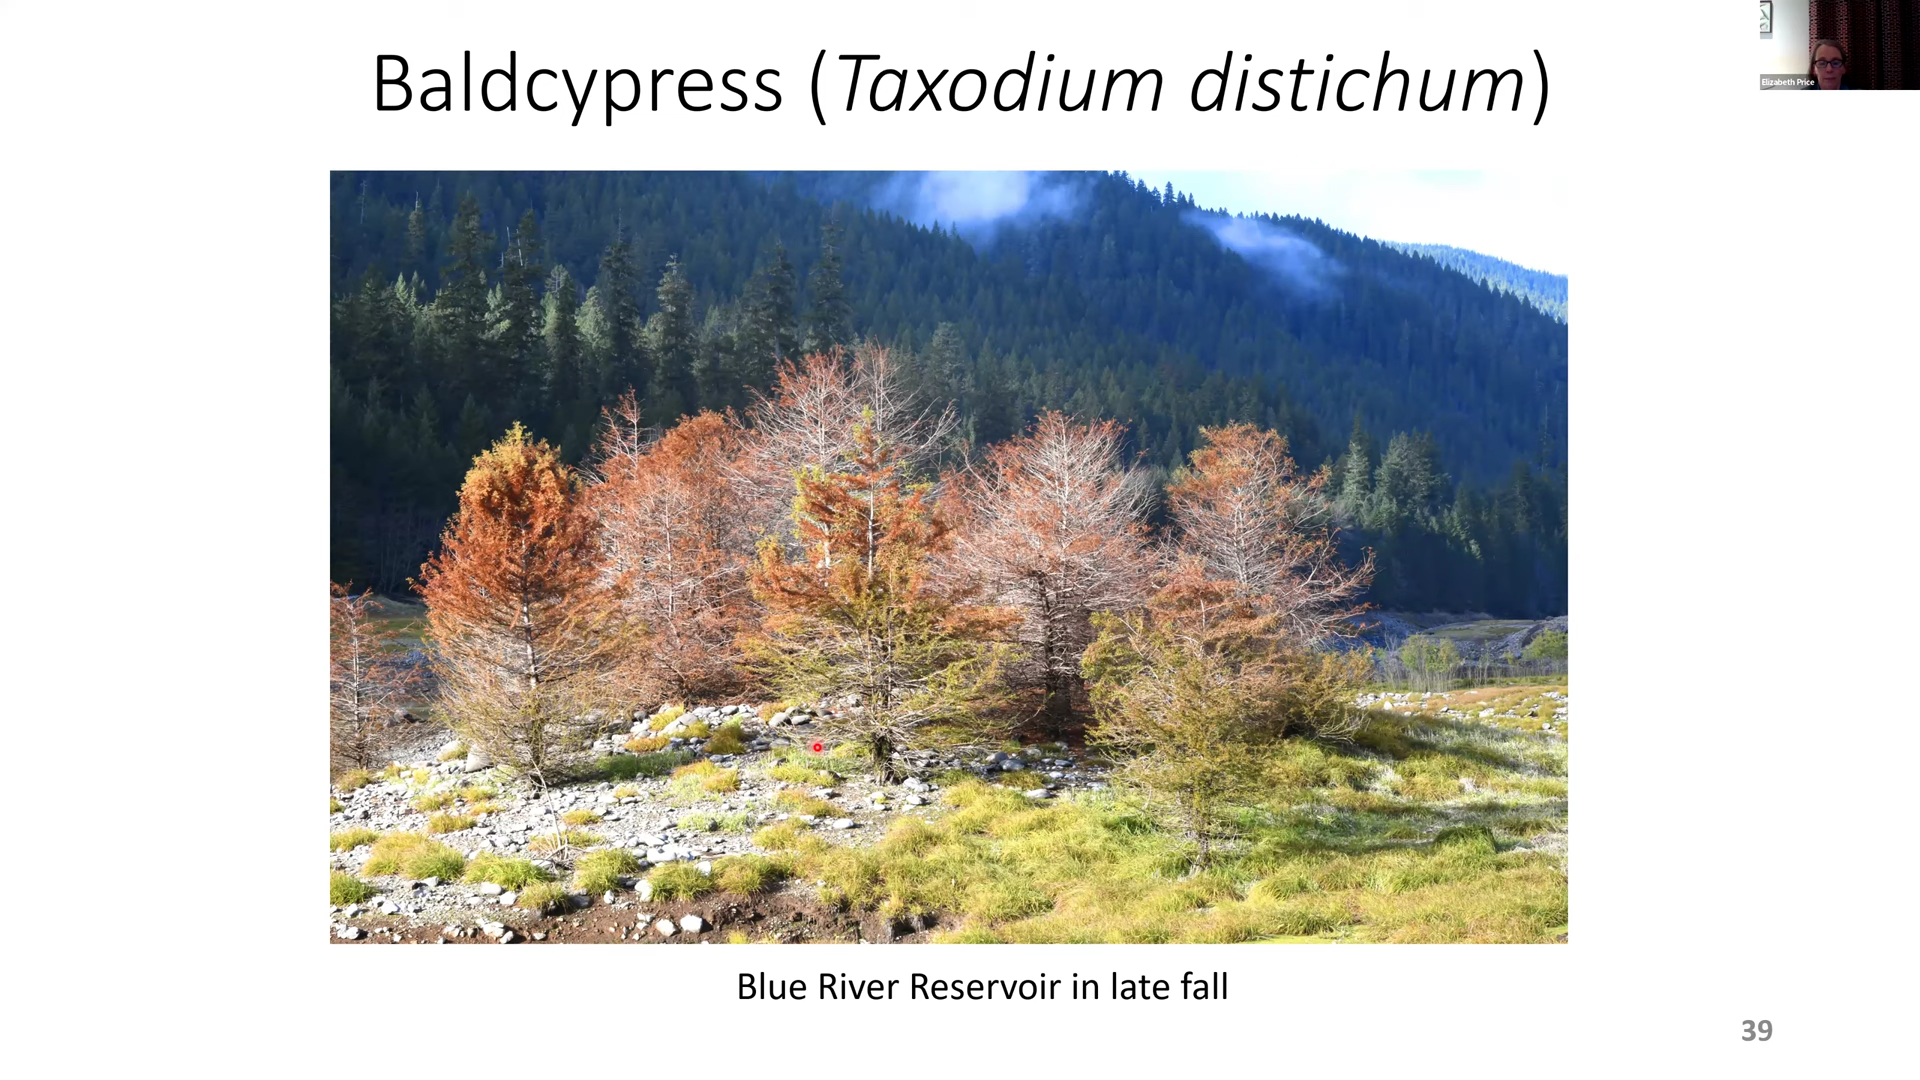 Baldcypress (Taxodium distichum)
Elizabeth Price
Blue River Reservoir in late fall
39